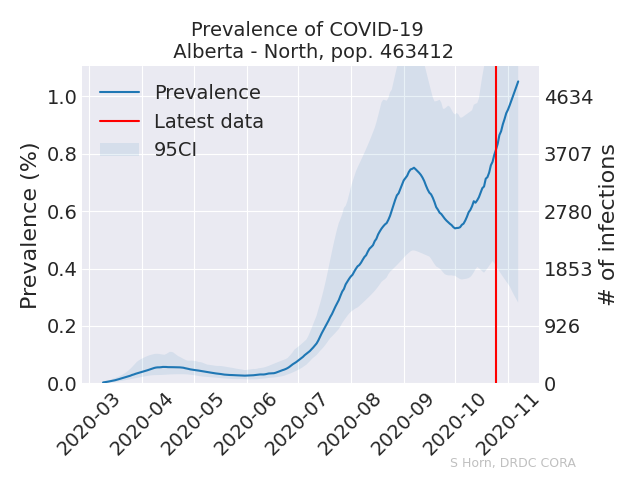 Prevalence of COVID-19
Alberta - North, pop. 463412
Prevalence (%)
1.0
0.8
0.6
0.4
0.2
0.0
Prevalence
Latest data
95CI
4634
3707
2780
1853
926
0
# of infections
2020-03
2020-04
2020-05
2020-06
2020-07
2020-08
2020-09
2020-10
2020-11
S Horn, DRDC CORA